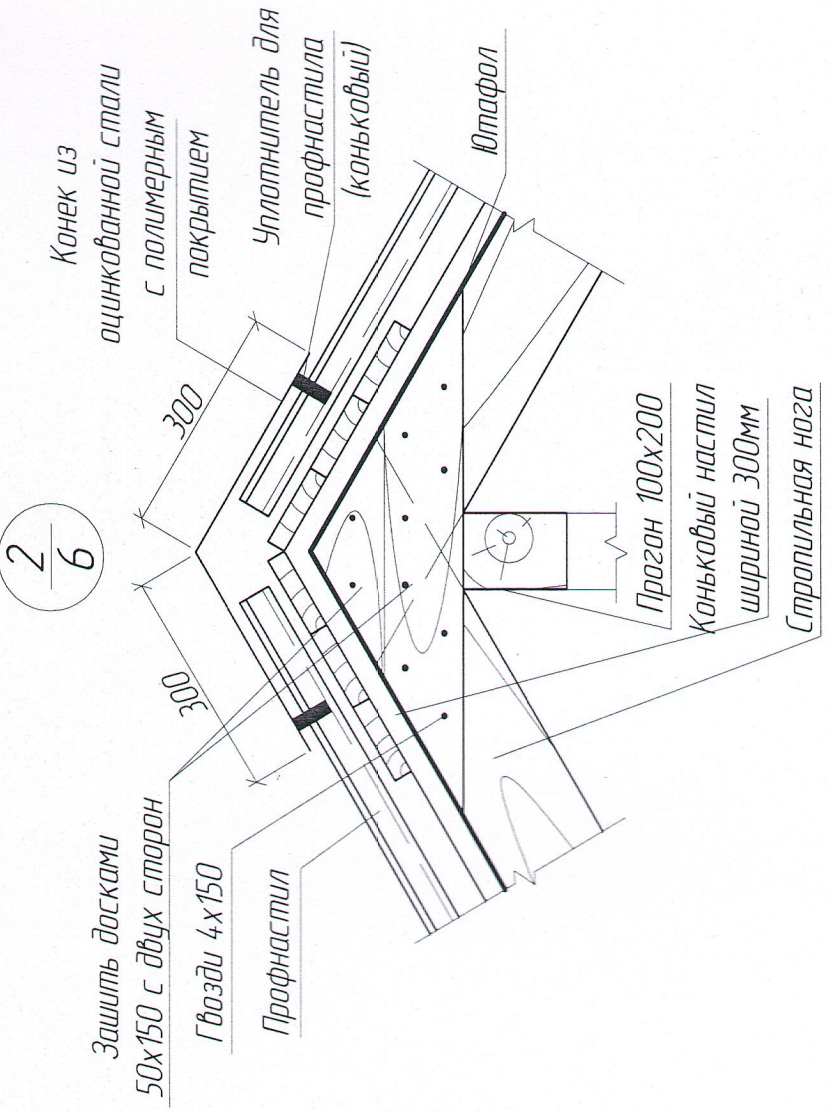 2
6
Конек из
оцинкованной стали
с полимерным
покрытием
Уплотнитель для
профнастила
(коньковый)
Ютафол
300
300
Зашить досками
50х150 с двух сторон
Гвозди 4х150
Профнастил
Прогон 100х200
Коньковый настил
шириной 300мм
Стропильная нога